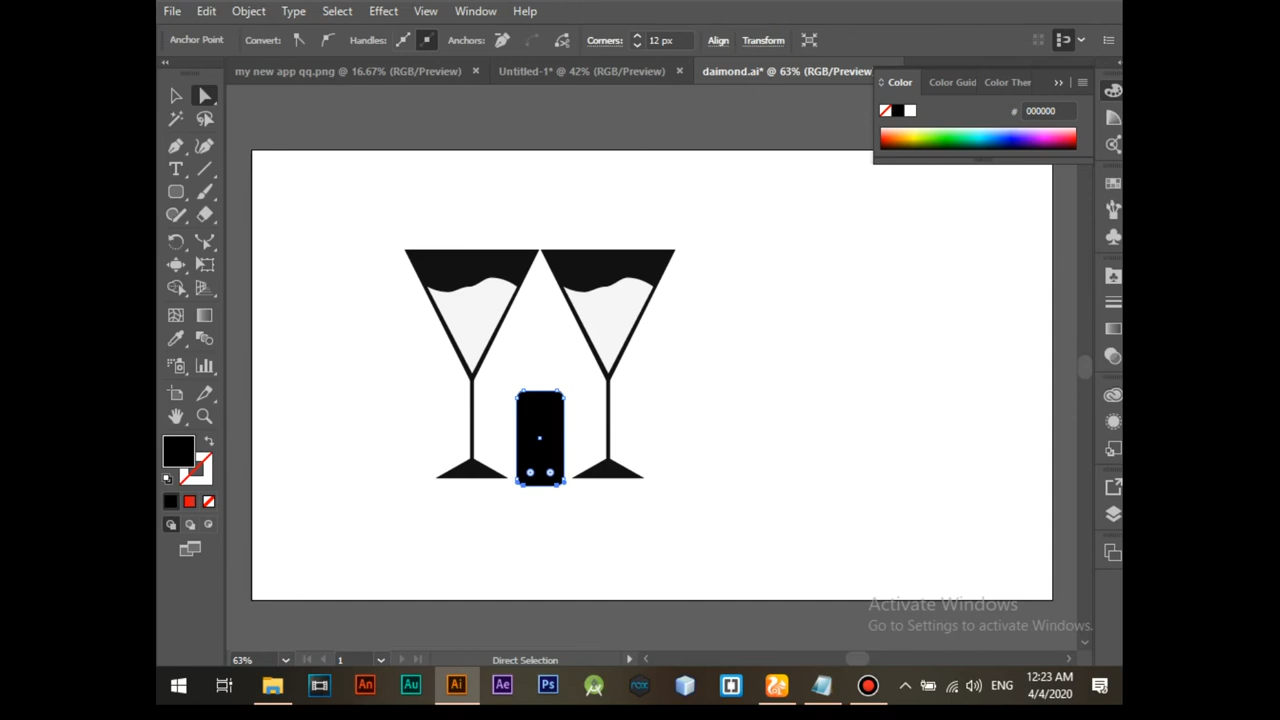 File Edit Object Type Select Effect View Window Help
Anchor Point Convert: Handles: Anchors: Corners: 12 px Align Transform
my new app qq.png @ 16.67% (RGB/Preview) × Untitled-1* @ 42% (RGB/Preview) × daimond.ai* @ 63% (RGB/Preview
Color Color Guid Color Ther
# 000000
Activate Windows
Go to Settings to activate Windows.
63% 1 Direct Selection
An Au Ai Ae Ps nox ENG 12:23 AM
4/4/2020